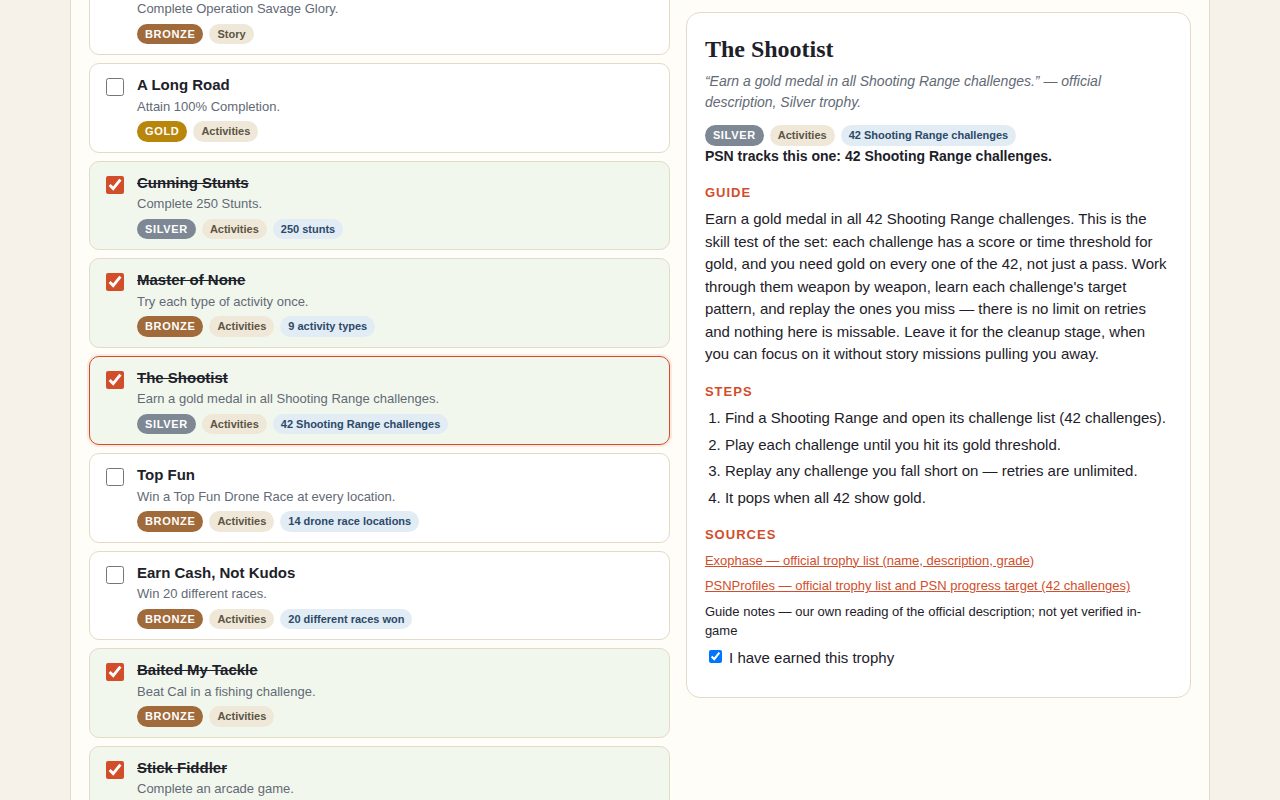 Complete Operation Savage Glory.
BRONZE Story
A Long Road
Attain 100% Completion.
GOLD Activities
Cunning Stunts
Complete 250 Stunts.
SILVER Activities 250 stunts
Master of None
Try each type of activity once.
BRONZE Activities 9 activity types
The Shootist
Earn a gold medal in all Shooting Range challenges.
SILVER Activities 42 Shooting Range challenges
Top Fun
Win a Top Fun Drone Race at every location.
BRONZE Activities 14 drone race locations
Earn Cash, Not Kudos
Win 20 different races.
BRONZE Activities 20 different races won
Baited My Tackle
Beat Cal in a fishing challenge.
BRONZE Activities
Stick Fiddler
Complete an arcade game.
The Shootist
“Earn a gold medal in all Shooting Range challenges.” — official
description, Silver trophy.
SILVER Activities 42 Shooting Range challenges
PSN tracks this one: 42 Shooting Range challenges.
GUIDE
Earn a gold medal in all 42 Shooting Range challenges. This is the
skill test of the set: each challenge has a score or time threshold for
gold, and you need gold on every one of the 42, not just a pass. Work
through them weapon by weapon, learn each challenge's target
pattern, and replay the ones you miss — there is no limit on retries
and nothing here is missable. Leave it for the cleanup stage, when
you can focus on it without story missions pulling you away.
STEPS
1. Find a Shooting Range and open its challenge list (42 challenges).
2. Play each challenge until you hit its gold threshold.
3. Replay any challenge you fall short on — retries are unlimited.
4. It pops when all 42 show gold.
SOURCES
Exophase — official trophy list (name, description, grade)
PSNProfiles — official trophy list and PSN progress target (42 challenges)
Guide notes — our own reading of the official description; not yet verified in-
game
I have earned this trophy